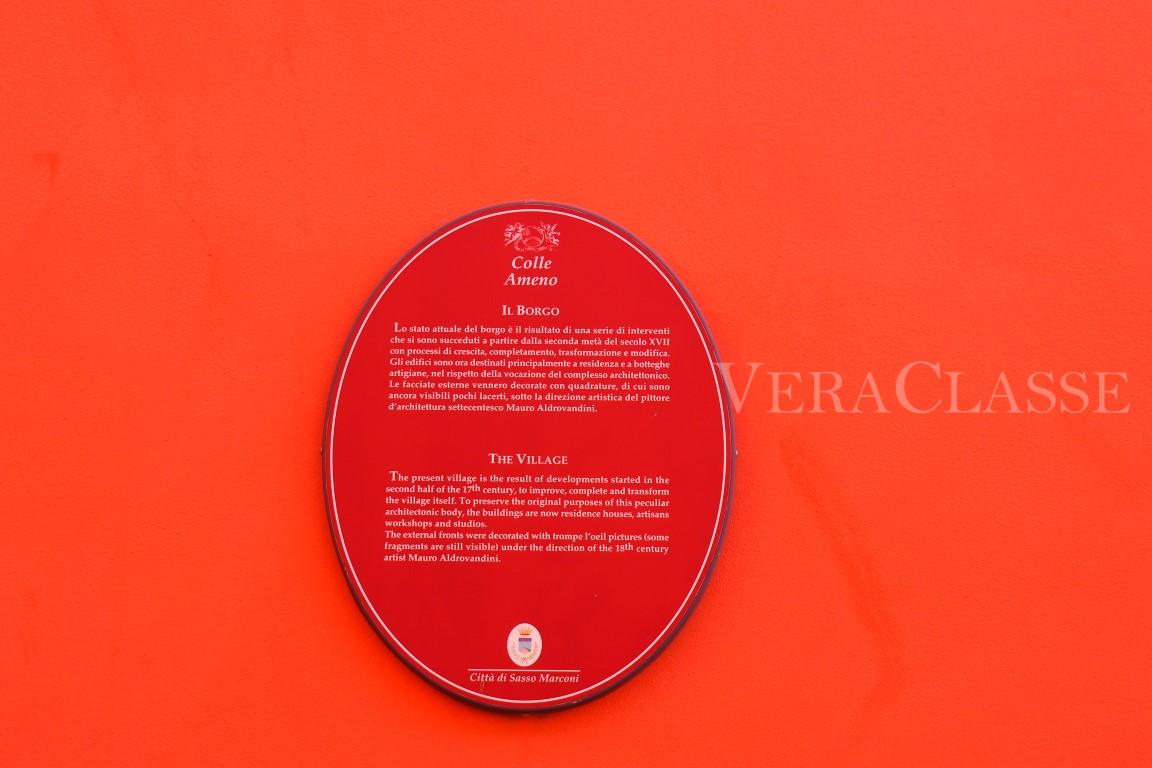 Colle
Ameno
IL BORGO
Lo stato attuale del borgo è il risultato di una serie di interventi
che si sono succeduti a partire dalla seconda metà del secolo XVII
con processi di crescita, completamento, trasformazione e modifica.
Gli edifici sono ora destinati principalmente a residenza e a botteghe
artigiane, nel rispetto della vocazione del complesso architettonico.
Le facciate esterne vennero decorate con quadrature, di cui sono
ancora visibili pochi lacerti, sotto la direzione artistica del pittore
d'architettura settecentesco Mauro Aldrovandini.
THE VILLAGE
The present village is the result of developments started in the
second half of the 17th century, to improve, complete and transform
the village itself. To preserve the original purposes of this peculiar
architectonic body, the buildings are now residence houses, artisans
workshops and studios.
The external fronts were decorated with trompe l'oeil pictures (some
fragments are still visible) under the direction of the 18th century
artist Mauro Aldrovandini.
Città di Sasso Marconi
VERACLASSE